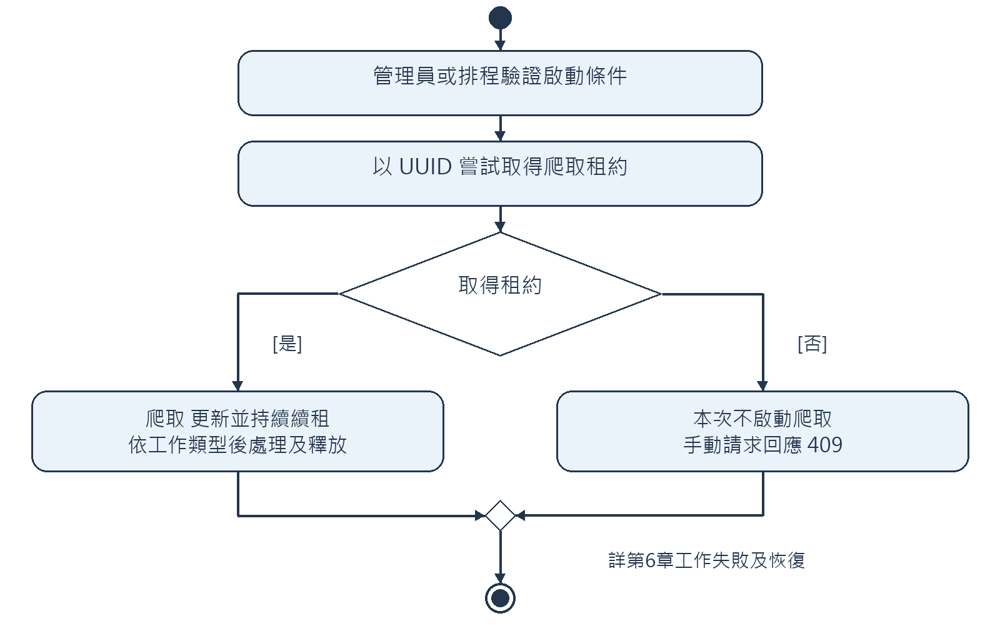 管理員或排程驗證啟動條件
以 UUID 嘗試取得爬取租約
取得租約
[是]
[否]
爬取 更新並持續續租
依工作類型後處理及釋放
本次不啟動爬取
手動請求回應 409
詳第6章工作失敗及恢復